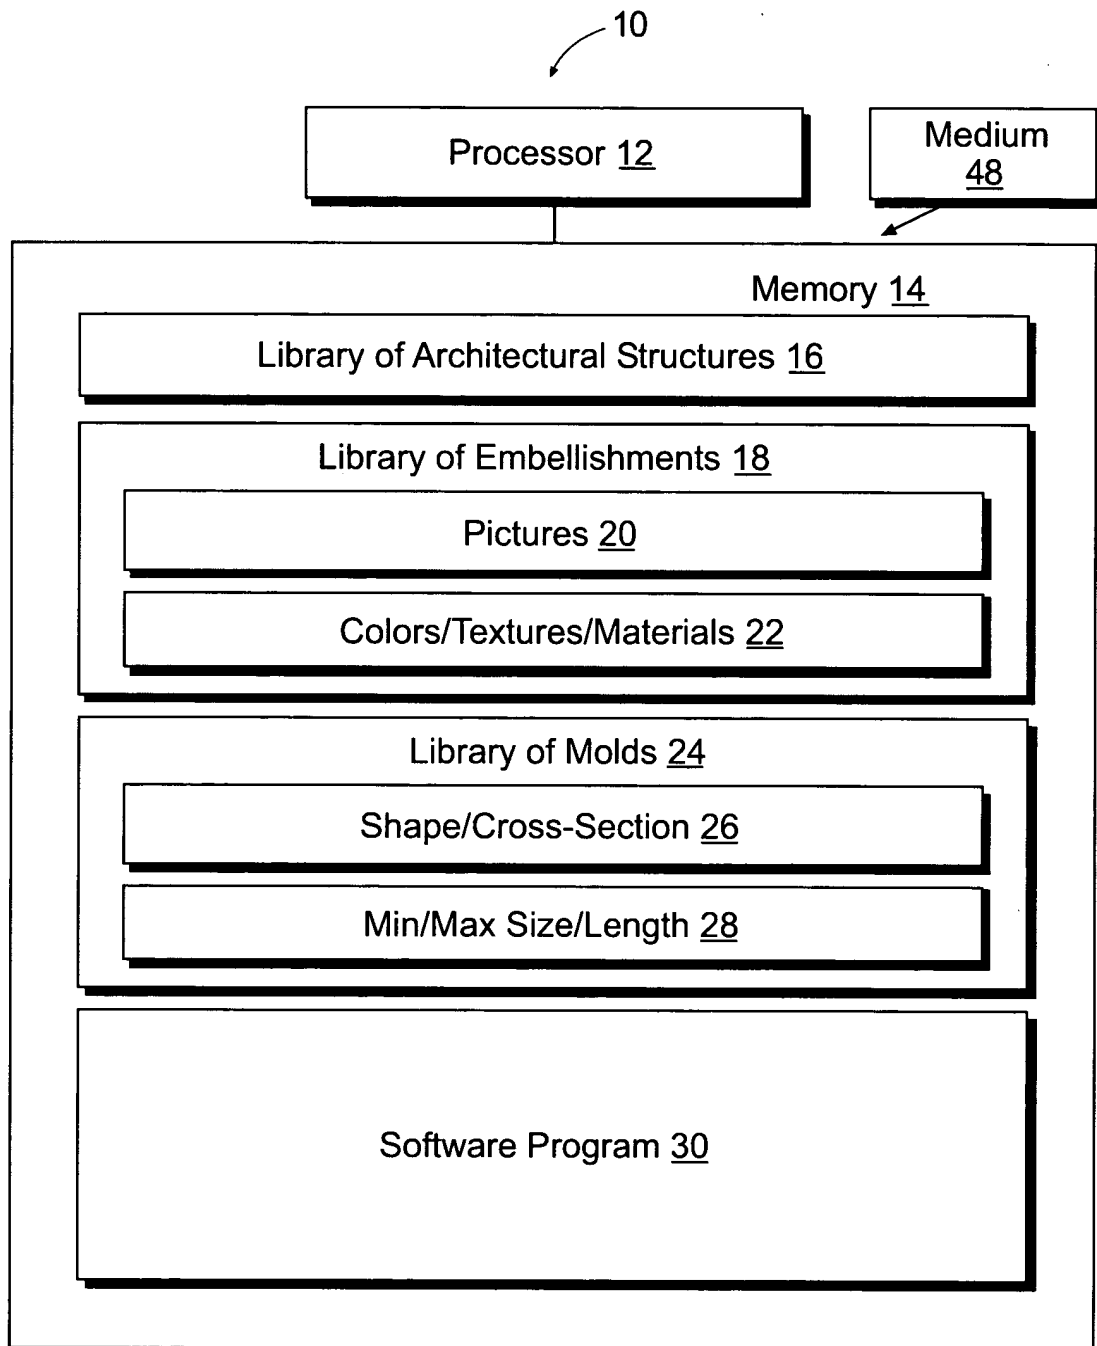 10
Processor 12
Medium
48
Memory 14
Library of Architectural Structures 16
Library of Embellishments 18
Pictures 20
Colors/Textures/Materials 22
Library of Molds 24
Shape/Cross-Section 26
Min/Max Size/Length 28
Software Program 30